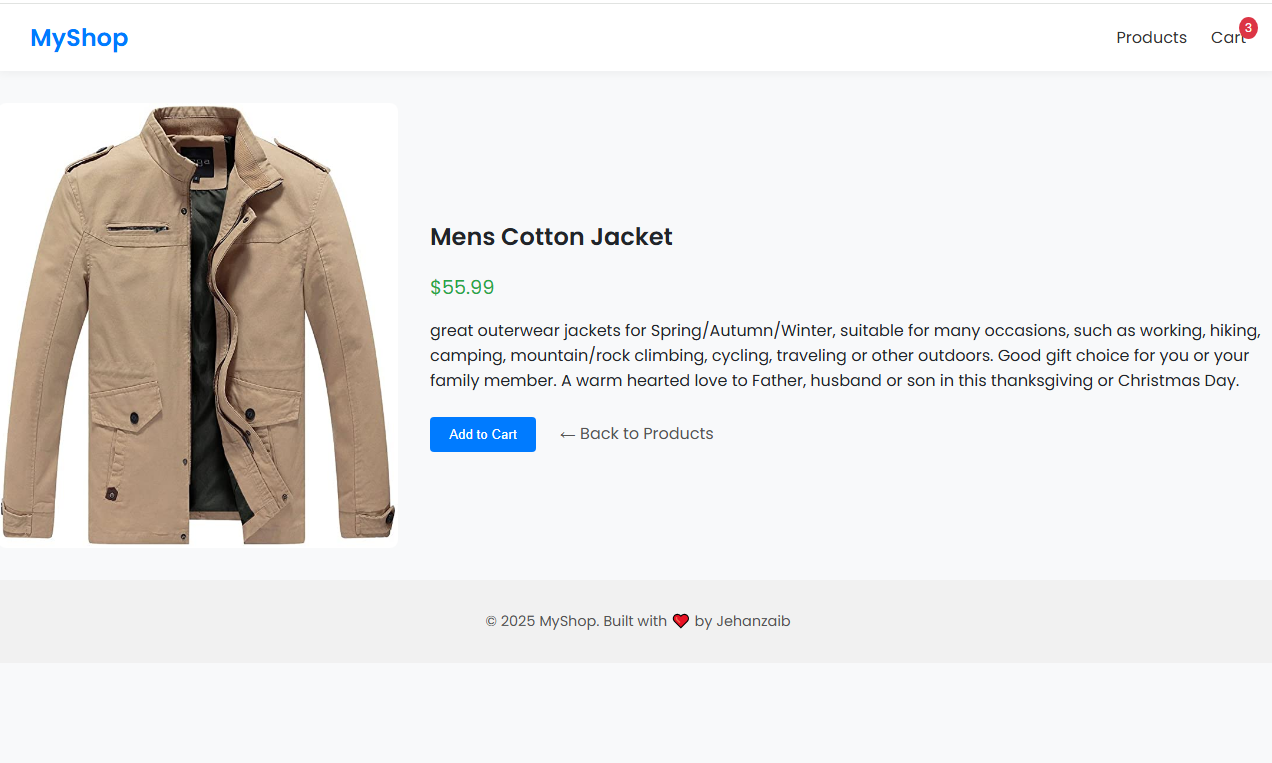 MyShop
Products
Cart
3
Mens Cotton Jacket
$55.99
great outerwear jackets for Spring/Autumn/Winter, suitable for many occasions, such as working, hiking,
camping, mountain/rock climbing, cycling, traveling or other outdoors. Good gift choice for you or your
family member. A warm hearted love to Father, husband or son in this thanksgiving or Christmas Day.
Add to Cart
← Back to Products
© 2025 MyShop. Built with ❤️ by Jehanzaib